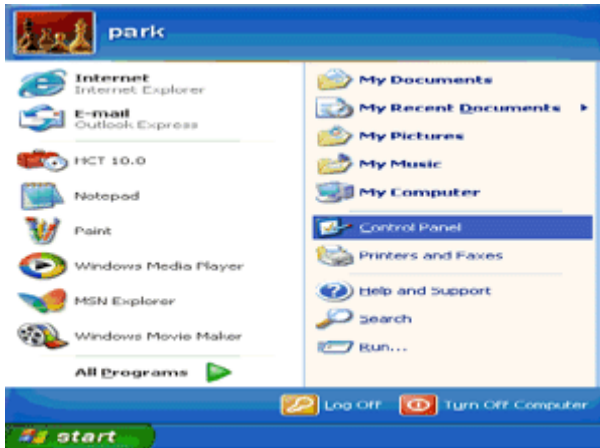 park
Internet
Internet Explorer
E-mail
Outlook Express
HCT 10.0
Notepad
Paint
Windows Media Player
MSN Explorer
Windows Movie Maker
All Programs
My Documents
My Recent Documents
My Pictures
My Music
My Computer
Control Panel
Printers and Faxes
Help and Support
Search
Run...
Log Off
Turn Off Computer
start